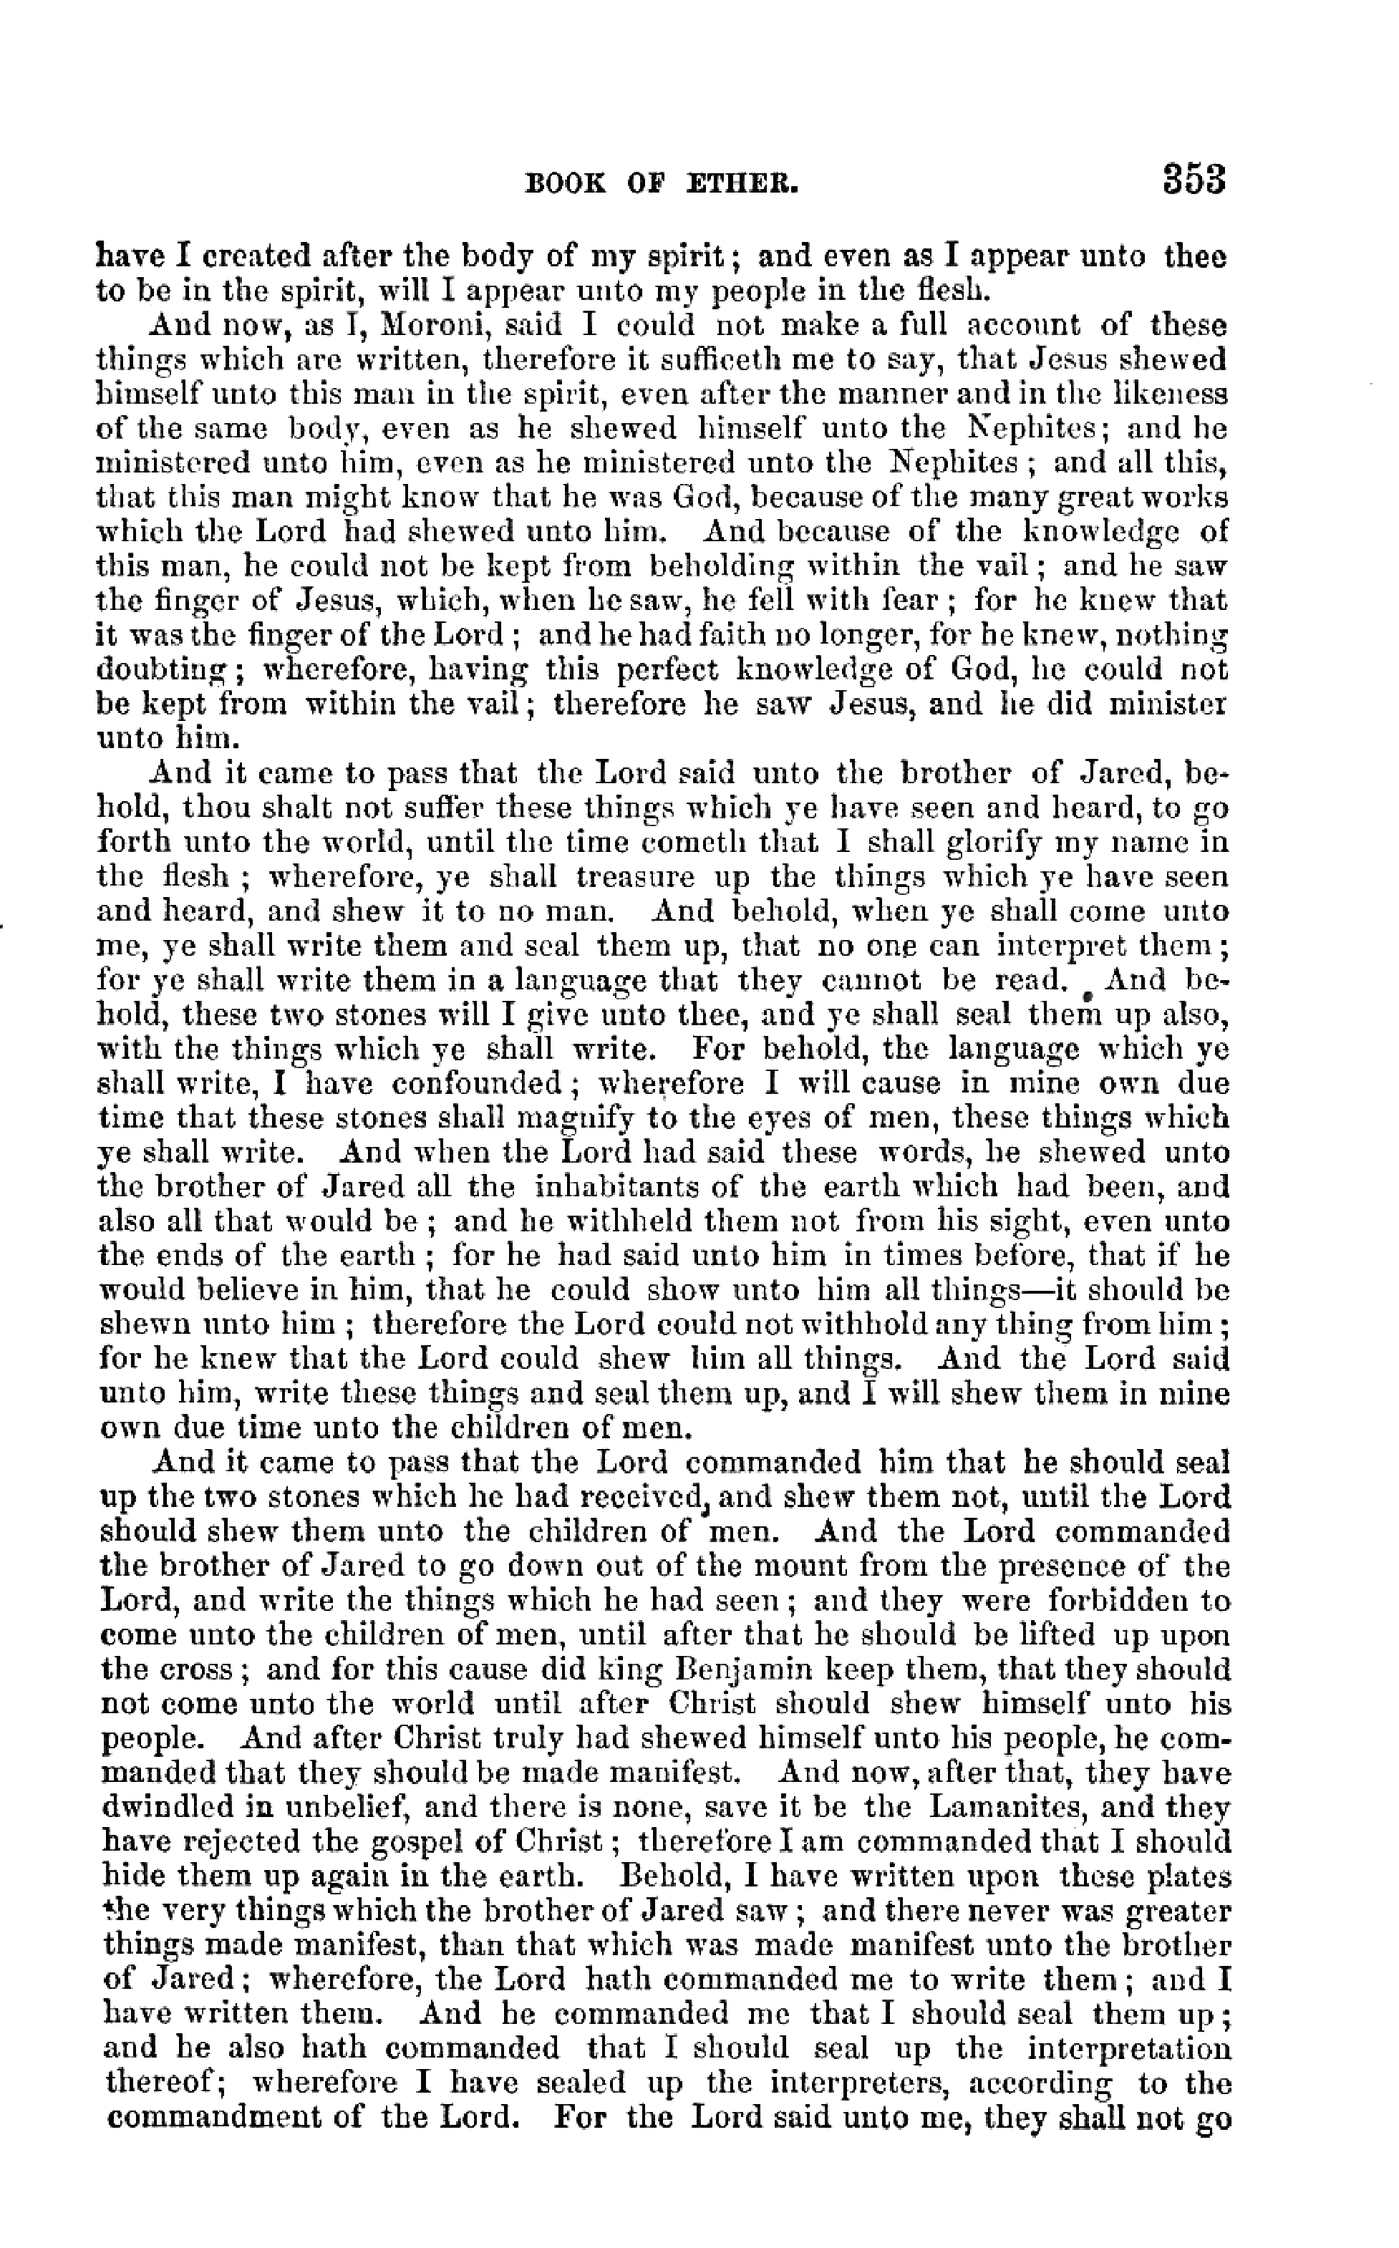 BOOK OF ETHER. 353
have I created after the body of my spirit; and even as I appear unto thee
to be in the spirit, will I appear unto my people in the flesh.
And now, as I, Moroni, said I could not make a full account of these
things which are written, therefore it sufficeth me to say, that Jesus shewed
himself unto this man in the spirit, even after the manner and in the likeness
of the same body, even as he shewed himself unto the Nephites; and he
ministered unto him, even as he ministered unto the Nephites; and all this,
that this man might know that he was God, because of the many great works
which the Lord had shewed unto him. And because of the knowledge of
this man, he could not be kept from beholding within the vail; and he saw
the finger of Jesus, which, when he saw, he fell with fear; for he knew that
it was the finger of the Lord; and he had faith no longer, for he knew, nothing
doubting; wherefore, having this perfect knowledge of God, he could not
be kept from within the vail; therefore he saw Jesus, and he did minister
unto him.
And it came to pass that the Lord said unto the brother of Jared, be-
hold, thou shalt not suffer these things which ye have seen and heard, to go
forth unto the world, until the time cometh that I shall glorify my name in
the flesh; wherefore, ye shall treasure up the things which ye have seen
and heard, and shew it to no man. And behold, when ye shall come unto
me, ye shall write them and seal them up, that no one can interpret them;
for ye shall write them in a language that they cannot be read. And be-
hold, these two stones will I give unto thee, and ye shall seal them up also,
with the things which ye shall write. For behold, the language which ye
shall write, I have confounded; wherefore I will cause in mine own due
time that these stones shall magnify to the eyes of men, these things which
ye shall write. And when the Lord had said these words, he shewed unto
the brother of Jared all the inhabitants of the earth which had been, and
also all that would be; and he withheld them not from his sight, even unto
the ends of the earth; for he had said unto him in times before, that if he
would believe in him, that he could show unto him all things—it should be
shewn unto him; therefore the Lord could not withhold any thing from him;
for he knew that the Lord could shew him all things. And the Lord said
unto him, write these things and seal them up, and I will shew them in mine
own due time unto the children of men.
And it came to pass that the Lord commanded him that he should seal
up the two stones which he had received, and shew them not, until the Lord
should shew them unto the children of men. And the Lord commanded
the brother of Jared to go down out of the mount from the presence of the
Lord, and write the things which he had seen; and they were forbidden to
come unto the children of men, until after that he should be lifted up upon
the cross; and for this cause did king Benjamin keep them, that they should
not come unto the world until after Christ should shew himself unto his
people. And after Christ truly had shewed himself unto his people, he com-
manded that they should be made manifest. And now, after that, they have
dwindled in unbelief, and there is none, save it be the Lamanites, and they
have rejected the gospel of Christ; therefore I am commanded that I should
hide them up again in the earth. Behold, I have written upon these plates
the very things which the brother of Jared saw; and there never was greater
things made manifest, than that which was made manifest unto the brother
of Jared; wherefore, the Lord hath commanded me to write them; and I
have written them. And he commanded me that I should seal them up;
and he also hath commanded that I should seal up the interpretation
thereof; wherefore I have sealed up the interpreters, according to the
commandment of the Lord. For the Lord said unto me, they shall not go